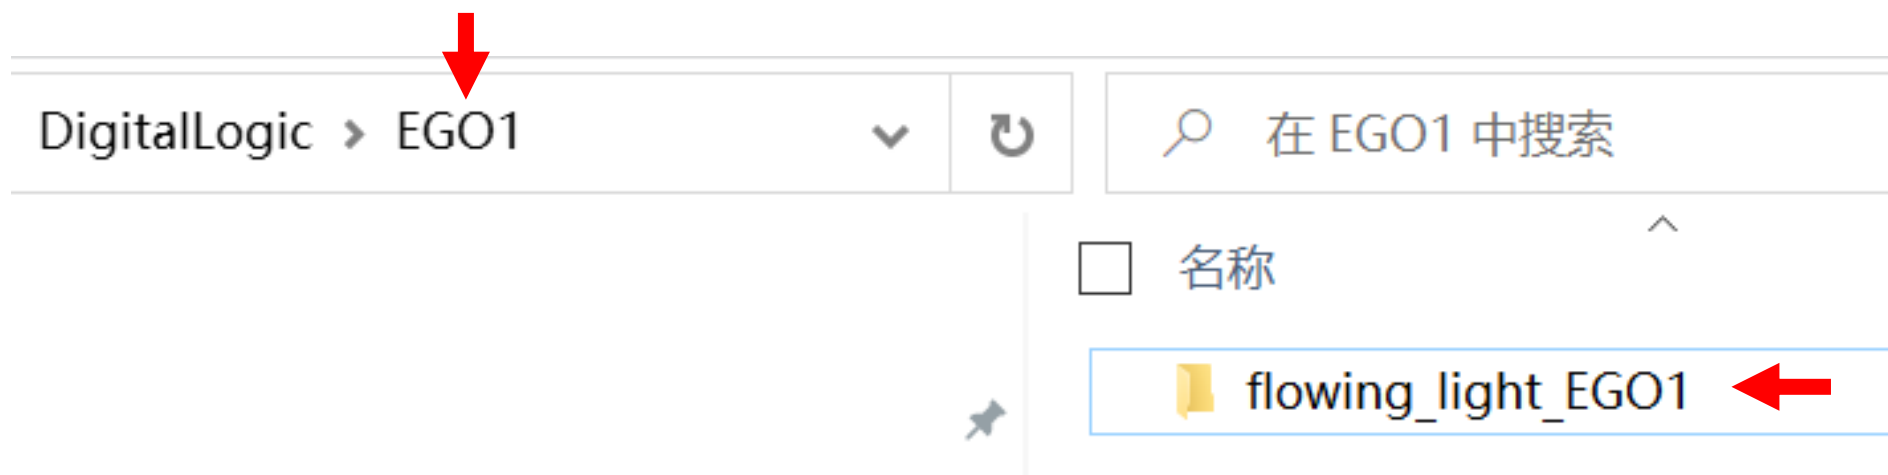 DigitalLogic > EGO1
在 EGO1 中搜索
名称
flowing_light_EGO1